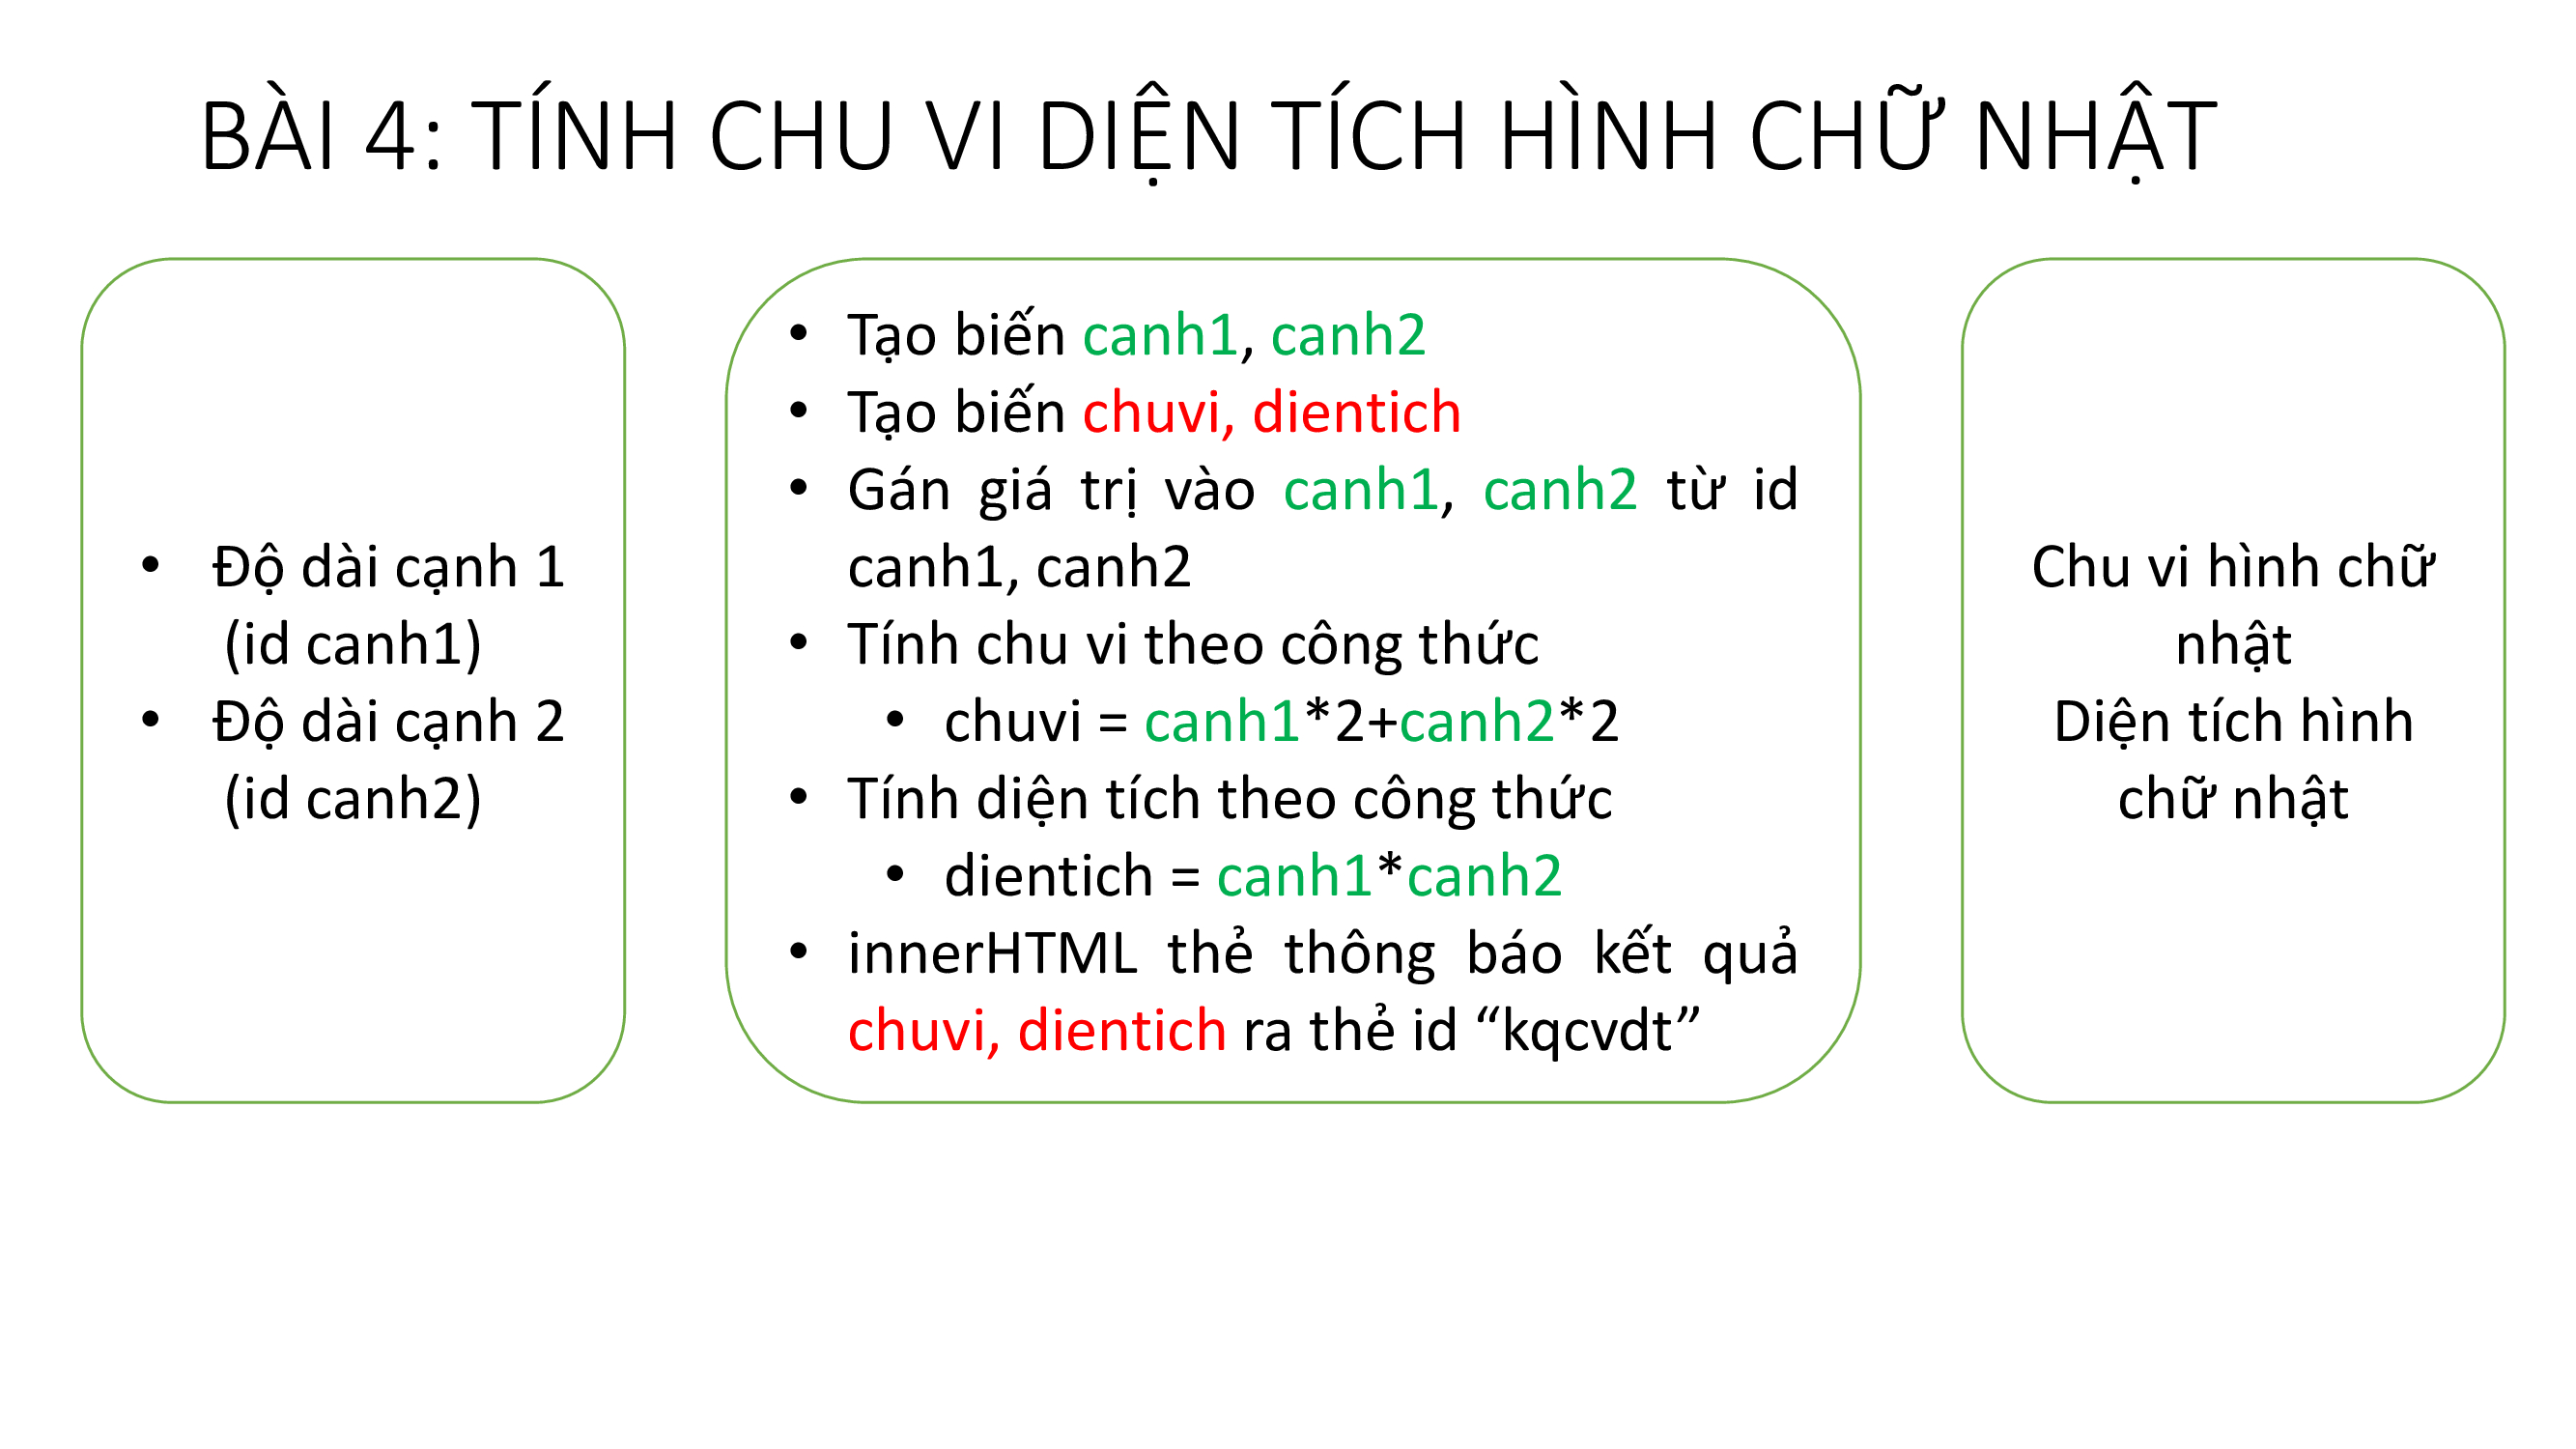 BÀI 4: TÍNH CHU VI DIỆN TÍCH HÌNH CHỮ NHẬT
• Độ dài cạnh 1
(id canh1)
• Độ dài cạnh 2
(id canh2)
• Tạo biến canh1, canh2
• Tạo biến chuvi, dientich
• Gán giá trị vào canh1, canh2 từ id
canh1, canh2
• Tính chu vi theo công thức
• chuvi = canh1*2+canh2*2
• Tính diện tích theo công thức
• dientich = canh1*canh2
• innerHTML thẻ thông báo kết quả
chuvi, dientich ra thẻ id “kqcvdt”
Chu vi hình chữ
nhật
Diện tích hình
chữ nhật